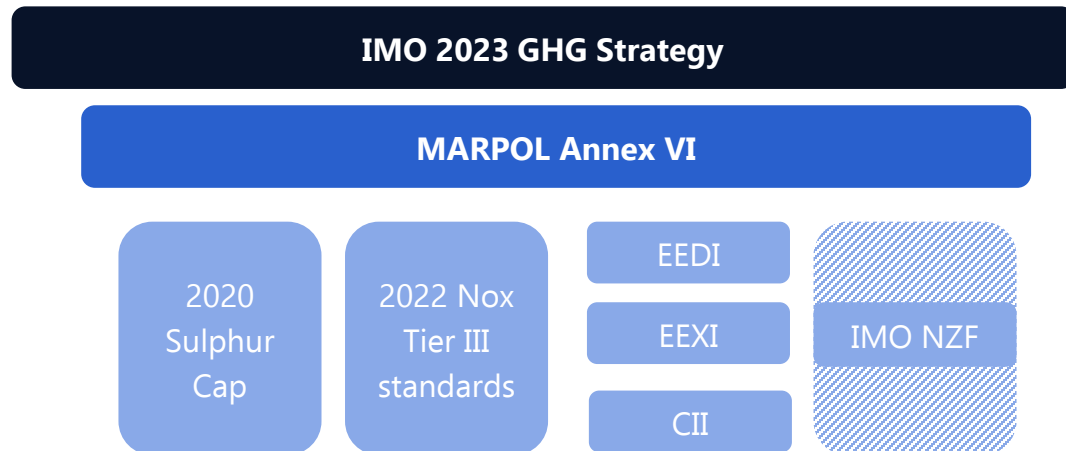 IMO 2023 GHG Strategy
MARPOL Annex VI
2020
Sulphur
Cap
2022 Nox
Tier III
standards
EEDI
EEXI
CII
IMO NZF